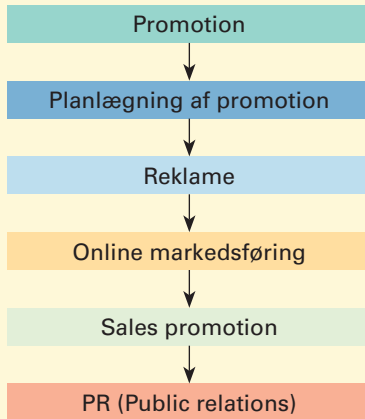 Promotion
Planlægning af promotion
Reklame
Online markedsføring
Sales promotion
PR (Public relations)